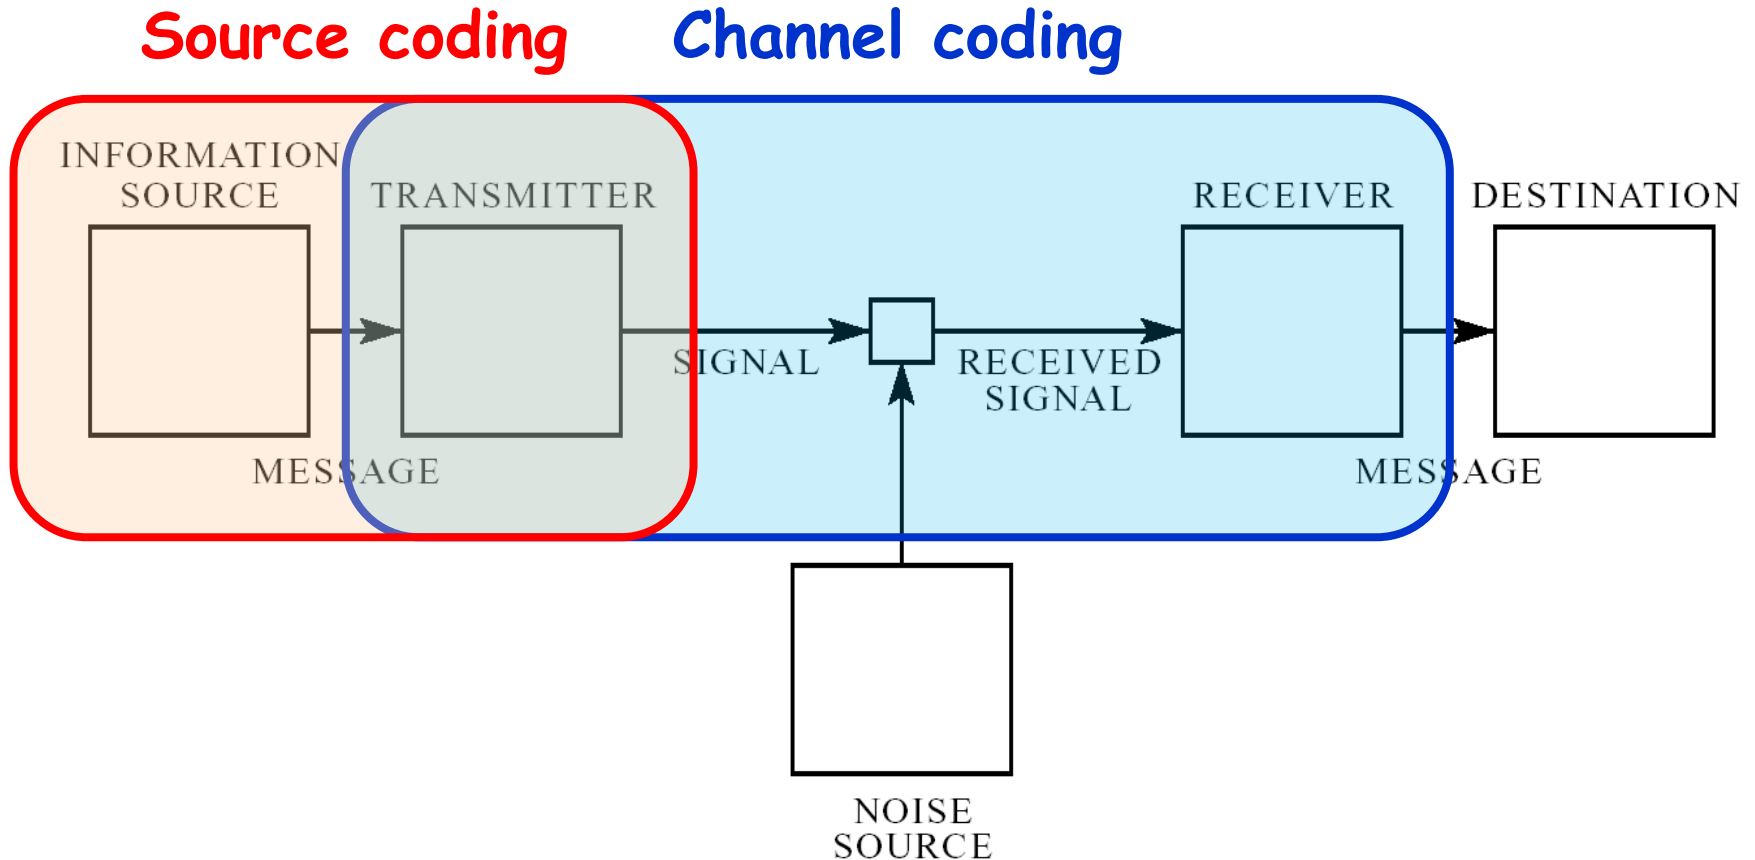 Source coding
Channel coding
INFORMATION
SOURCE
TRANSMITTER
RECEIVER
DESTINATION
SIGNAL
RECEIVED
SIGNAL
MESSAGE
MESSAGE
NOISE
SOURCE